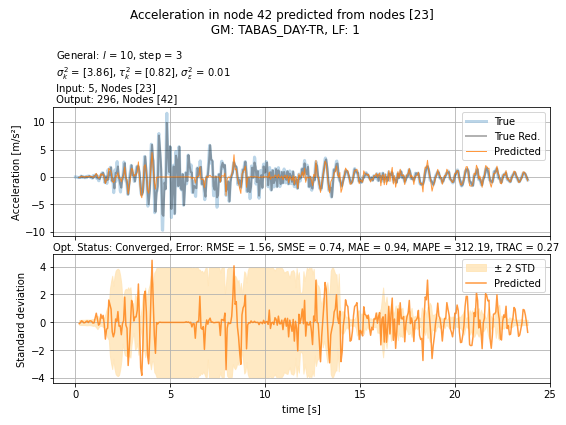 Acceleration in node 42 predicted from nodes [23]
GM: TABAS_DAY-TR, LF: 1
General: l = 10, step = 3
σ²ₖ = [3.86], τ²ₖ = [0.82], σ²ε = 0.01
Input: 5, Nodes [23]
Output: 296, Nodes [42]
Acceleration [m/s²]
10
5
0
−5
−10
True
True Red.
Predicted
Opt. Status: Converged, Error: RMSE = 1.56, SMSE = 0.74, MAE = 0.94, MAPE = 312.19, TRAC = 0.27
Standard deviation
4
2
0
−2
−4
± 2 STD
Predicted
0 5 10 15 20 25
time [s]